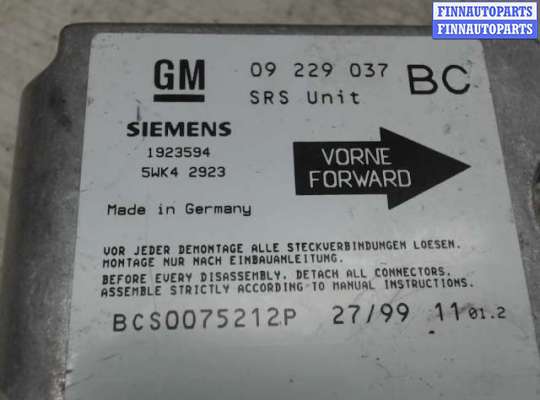 FINNAUTOPARTS
FINNAUTOPARTS
GM 09 229 037 BC
SRS Unit
SIEMENS
1923594
5WK4 2923
VORNE
FORWARD
Made in Germany
VOR JEDER DEMONTAGE ALLE STECKVERBINDUNGEN LOESEN.
MONTAGE NUR NACH EINBAUANLEITUNG.
BEFORE EVERY DISASSEMBLY, DETACH ALL CONNECTORS.
ASSEMBLE STRICTLY ACCORDING TO MANUAL INSTRUCTIONS.
BCS0075212P 27/99 11 01.2